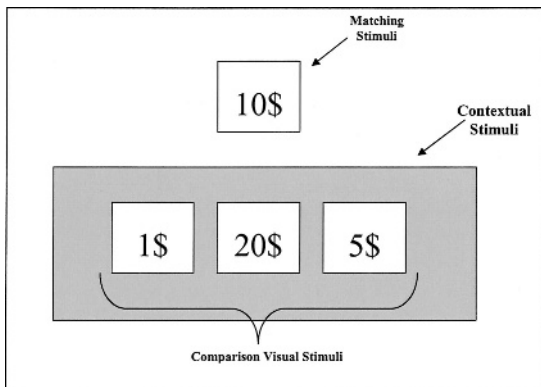 Matching
Stimuli
10$
Contextual
Stimuli
1$ 20$ 5$
Comparison Visual Stimuli